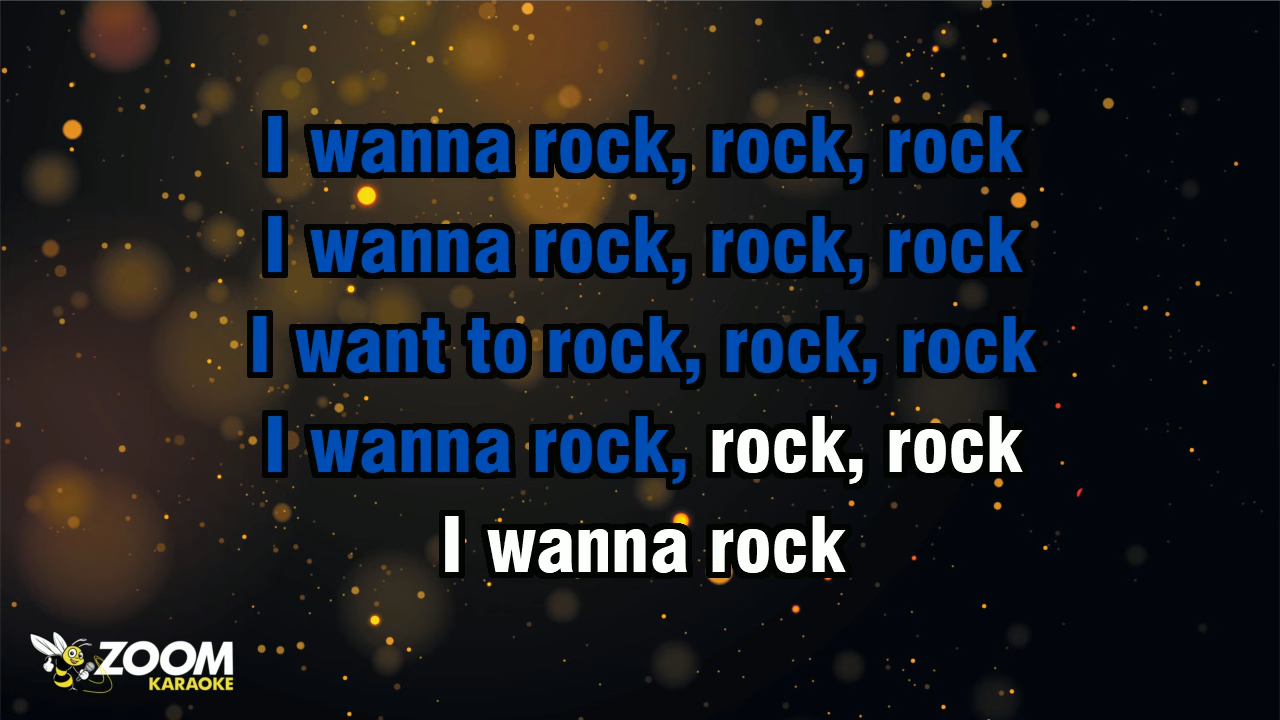 I wanna rock, rock, rock
I wanna rock, rock, rock
I want to rock, rock, rock
I wanna rock, rock, rock
I wanna rock
ZOOM
KARAOKE